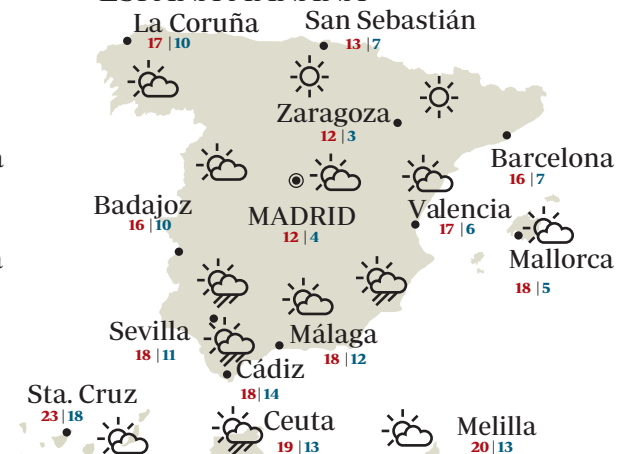 La Coruña
17 | 10
San Sebastián
13 | 7
Zaragoza
12 | 3
Barcelona
16 | 7
Badajoz
16 | 10
MADRID
12 | 4
Valencia
17 | 6
Mallorca
18 | 5
Sevilla
18 | 11
Málaga
18 | 12
Cádiz
18 | 14
Sta. Cruz
23 | 18
Ceuta
19 | 13
Melilla
20 | 13